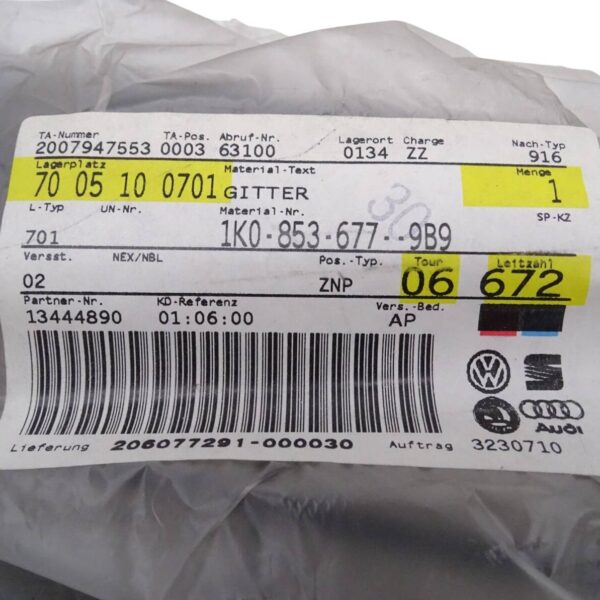 TA-Nummer TA-Pos. Abruf-Nr. Lagerort Charge Nach-Typ
2007947553 0003 63100 0134 ZZ 916
Lagerplatz Material-Text Menge
70 05 10 0701 GITTER 1
L-Typ UN-Nr. Material-Nr. SP-KZ
701 1K0-853-677--9B9
30
Versst. NEX/NBL Pos.-Typ. Tour Leitzahl
02 ZNP 06 672
Partner-Nr. KD-Referenz Vers.-Bed.
13444890 01:06:00 AP
Audi
Lieferung 206077291-000030 Auftrag 3230710